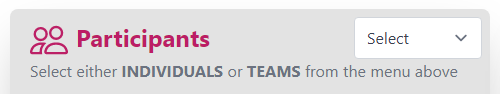 Participants
Select
Select either INDIVIDUALS or TEAMS from the menu above